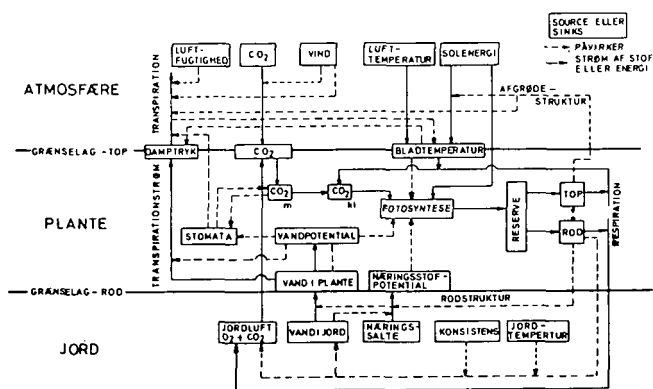 SOURCE ELLER
SINKS
PÅVIRKER
STRØM AF STOF
ELLER ENERGI
LUFT-
FUGTIGHED
CO2
VIND
LUFT-
TEMPERATUR
SOLENERGI
ATMOSFÆRE
TRANSPIRATION
AFGRØDE-
STRUKTUR
GRÆNSELAG-TOP
DAMPTRYK
CO2
BLADTEMPERATUR
CO2
m
CO2
kl
FOTOSYNTESE
RESERVE
TOP
ROD
RESPIRATION
PLANTE
TRANSPIRATIONSTRØM
STOMATA
VANDPOTENTIAL
VAND I PLANTE
NÆRINGSSTOF-
POTENTIAL
GRÆNSELAG-ROD
RODSTRUKTUR
JORDLUFT
O2+CO2
VAND I JORD
NÆRINGS-
SALTE
KONSISTENS
JORD-
TEMPERTUR
JORD